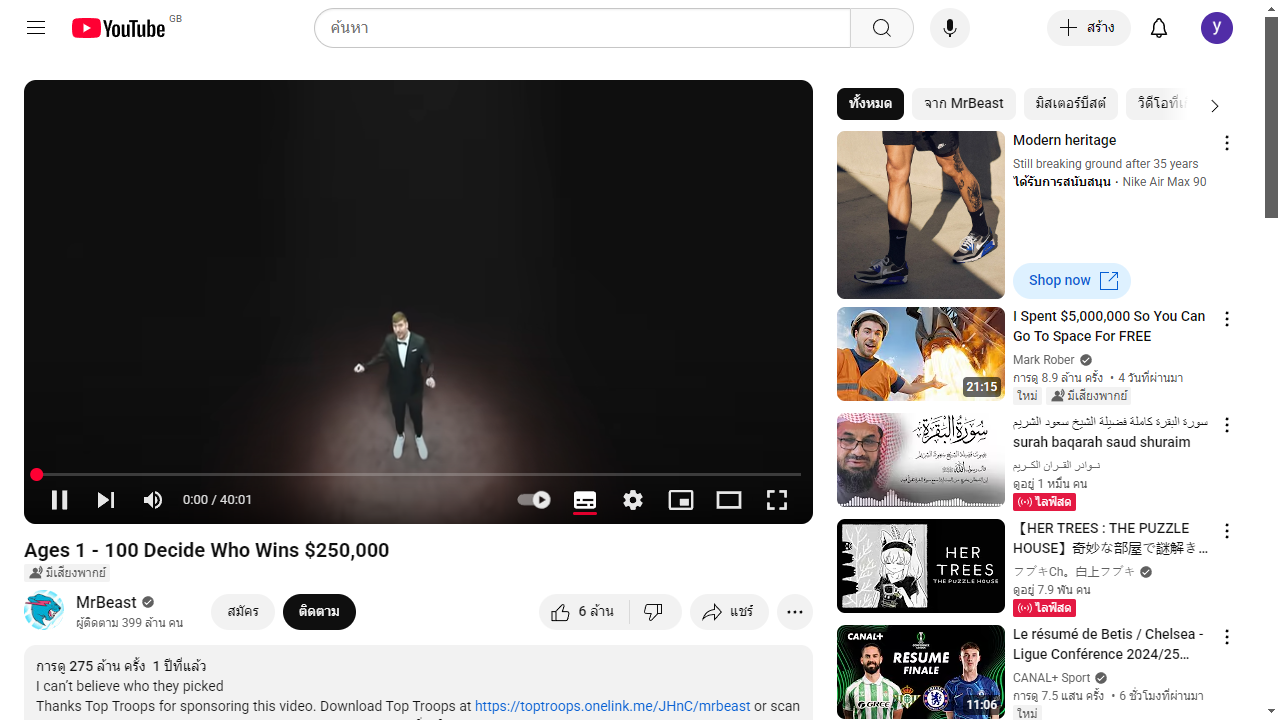 YouTube GB
ค้นหา
สร้าง
y
0:00 / 40:01
Ages 1 - 100 Decide Who Wins $250,000
มีเสียงพากย์
MrBeast
ผู้ติดตาม 399 ล้าน คน
สมัคร
ติดตาม
6 ล้าน
แชร์
การดู 275 ล้าน ครั้ง 1 ปีที่แล้ว
I can’t believe who they picked
Thanks Top Troops for sponsoring this video. Download Top Troops at https://toptroops.onelink.me/JHnC/mrbeast or scan
ทั้งหมด
จาก MrBeast
มิสเตอร์บีสต์
วิดีโอที่
Modern heritage
Still breaking ground after 35 years
ได้รับการสนับสนุน · Nike Air Max 90
Shop now
21:15
I Spent $5,000,000 So You Can
Go To Space For FREE
Mark Rober
การดู 8.9 ล้าน ครั้ง • 4 วันที่ผ่านมา
ใหม่
มีเสียงพากย์
سورة البقرة
سورة البقرة كاملة فضيلة الشيخ سعود الشريم
surah baqarah saud shuraim
نـوادر القـران الكـريم
ดูอยู่ 1 หมื่น คน
ไลฟ์สด
HER
TREES
THE PUZZLE HOUSE
【HER TREES : THE PUZZLE
HOUSE】奇妙な部屋で謎解き...
フブキCh。白上フブキ
ดูอยู่ 7.9 พัน คน
ไลฟ์สด
CANAL+
RESUME
FINALE
11:06
Le résumé de Betis / Chelsea -
Ligue Conférence 2024/25...
CANAL+ Sport
การดู 7.5 แสน ครั้ง • 6 ชั่วโมงที่ผ่านมา
ใหม่